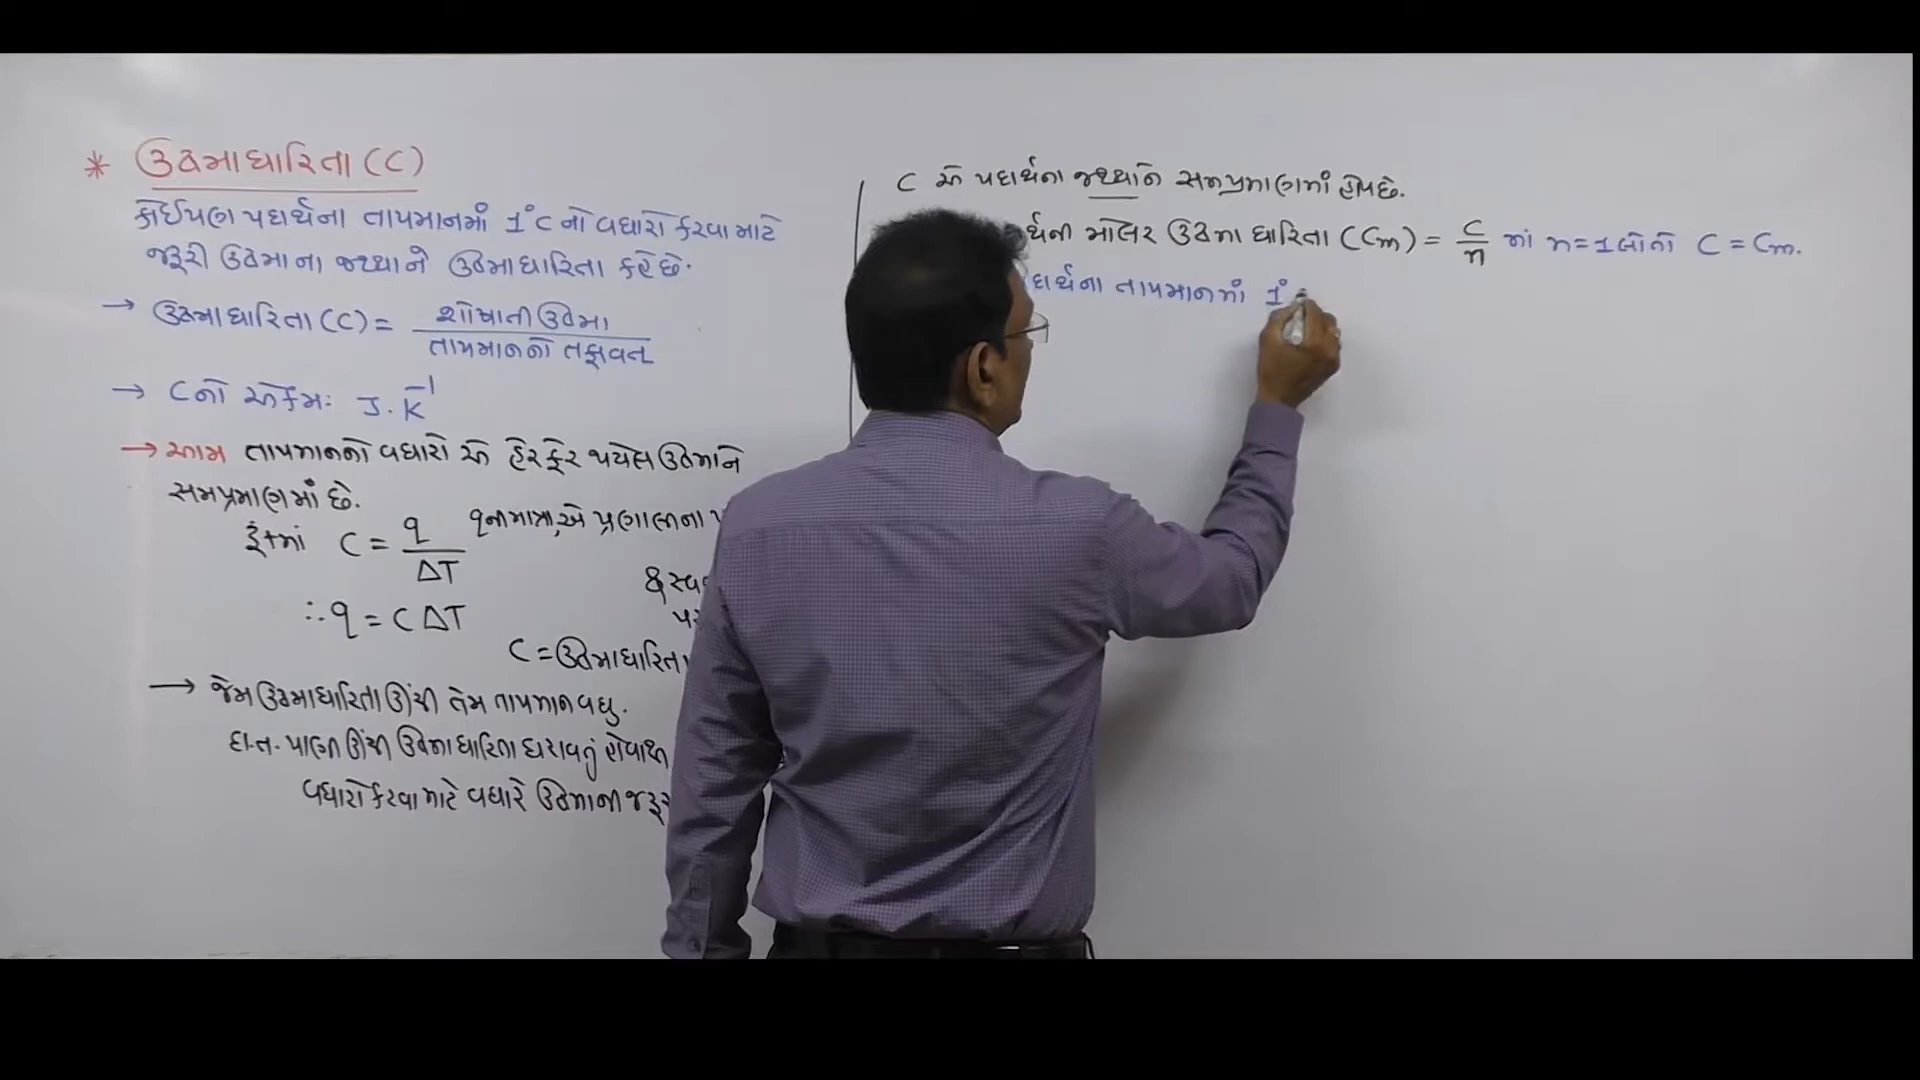 * ઉષ્માધારિતા (C)
કોઈપણ પદાર્થના તાપમાનમાં 1°C નો વધારો કરવા માટે
જરૂરી ઉષ્માના જથ્થાને ઉષ્માધારિતા કહે છે.
→ ઉષ્માધારિતા (C) = શોષાતી ઉષ્મા / તાપમાનનો તફાવત
→ C નો એકમ: J.K⁻¹
→ આમ તાપમાનનો વધારો એ હેરફેર થયેલ ઉષ્માને
સમપ્રમાણમાં છે.
ટૂંકમાં C = q / ΔT q ની માત્રા, એ પ્રણાલીના
& સ્વ
∴ q = C ΔT
C = ઉષ્માધારિતા
→ જેમ ઉષ્માધારિતા ઊંચી તેમ તાપમાન વધુ.
દા.ત. પાણી ઊંચી ઉષ્માધારિતા ધરાવતું હોવાથી
વધારો કરવા માટે વધારે ઉષ્માની જરૂર
C એ પદાર્થના જથ્થાને સમપ્રમાણમાં હોય છે.
ર્થની મોલર ઉષ્માધારિતા (Cm) = C / n માં n = 1 લેતાં C = Cm.
દાર્થના તાપમાનમાં 1°